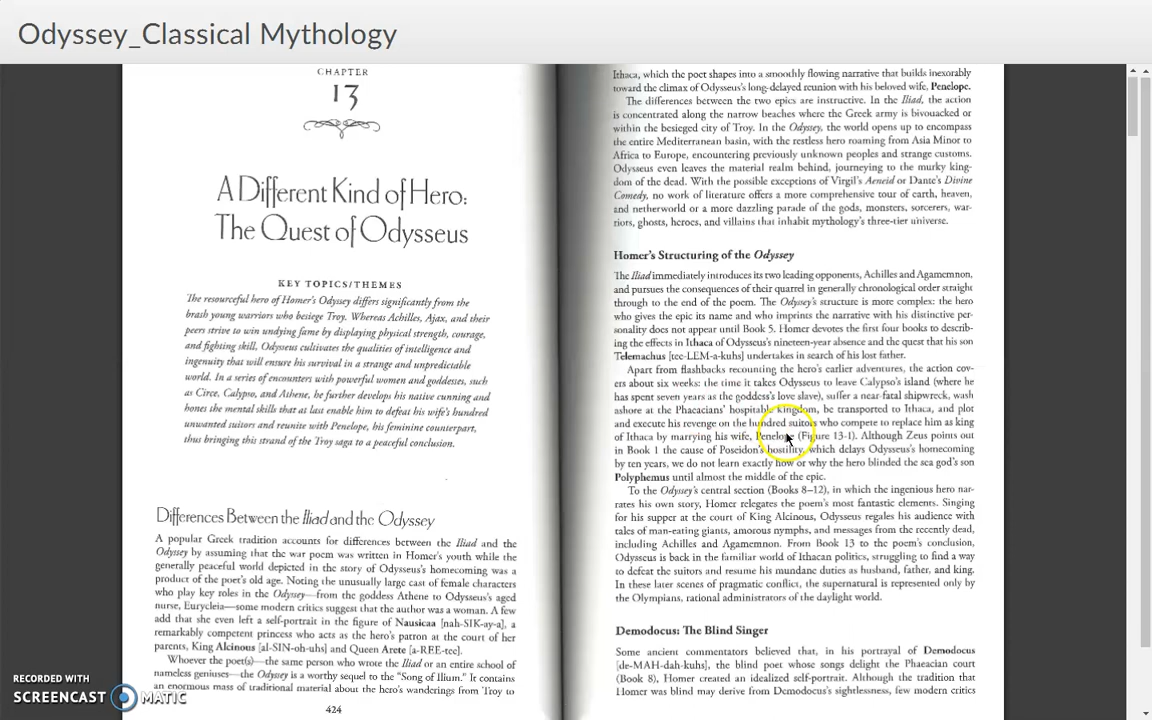 Odyssey_Classical Mythology
CHAPTER
13
A Different Kind of Hero:
The Quest of Odysseus
KEY TOPICS/THEMES
The resourceful hero of Homer's Odyssey differs significantly from the
brash young warriors who besiege Troy. Whereas Achilles, Ajax, and their
peers strive to win undying fame by displaying physical strength, courage,
and fighting skill, Odysseus cultivates the qualities of intelligence and
ingenuity that will ensure his survival in a strange and unpredictable
world. In a series of encounters with powerful women and goddesses, such
as Circe, Calypso, and Athene, he further develops his native cunning and
hones the mental skills that at last enable him to defeat his wife's hundred
unwanted suitors and reunite with Penelope, his feminine counterpart,
thus bringing this strand of the Troy saga to a peaceful conclusion.
Differences Between the Iliad and the Odyssey
A popular Greek tradition accounts for differences between the Iliad and the
Odyssey by assuming that the war poem was written in Homer's youth while the
generally peaceful world depicted in the story of Odysseus's homecoming was a
product of the poet's old age. Noting the unusually large cast of female characters
who play key roles in the Odyssey—from the goddess Athene to Odysseus's aged
nurse, Eurycleia—some modern critics suggest that the author was a woman. A few
add that she even left a self-portrait in the figure of Nausicaa [nah-SIK-ay-a], a
remarkably competent princess who acts as the hero's patron at the court of her
parents, King Alcinous [al-SIN-oh-uhs] and Queen Arete [a-REE-tee].
Whoever the poet(s)—the same person who wrote the Iliad or an entire school of
nameless geniuses—the Odyssey is a worthy sequel to the "Song of Ilium." It contains
an enormous mass of traditional material about the hero's wanderings from Troy to
424
Ithaca, which the poet shapes into a smoothly flowing narrative that builds inexorably
toward the climax of Odysseus's long-delayed reunion with his beloved wife, Penelope.
The differences between the two epics are instructive. In the Iliad, the action
is concentrated along the narrow beaches where the Greek army is bivouacked or
within the besieged city of Troy. In the Odyssey, the world opens up to encompass
the entire Mediterranean basin, with the restless hero roaming from Asia Minor to
Africa to Europe, encountering previously unknown peoples and strange customs.
Odysseus even leaves the material realm behind, journeying to the murky king-
dom of the dead. With the possible exceptions of Virgil's Aeneid or Dante's Divine
Comedy, no work of literature offers a more comprehensive tour of earth, heaven,
and netherworld or a more dazzling parade of the gods, monsters, sorcerers, war-
riors, ghosts, heroes, and villains that inhabit mythology's three-tier universe.
Homer's Structuring of the Odyssey
The Iliad immediately introduces its two leading opponents, Achilles and Agamemnon,
and pursues the consequences of their quarrel in generally chronological order straight
through to the end of the poem. The Odyssey's structure is more complex: the hero
who gives the epic its name and who imprints the narrative with his distinctive per-
sonality does not appear until Book 5. Homer devotes the first four books to describ-
ing the effects in Ithaca of Odysseus's nineteen-year absence and the quest that his son
Telemachus [tee-LEM-a-kuhs] undertakes in search of his lost father.
Apart from flashbacks recounting the hero's earlier adventures, the action cov-
ers about six weeks: the time it takes Odysseus to leave Calypso's island (where he
has spent seven years as the goddess's love slave), suffer a near-fatal shipwreck, wash
ashore at the Phaeacians' hospitable kingdom, be transported to Ithaca, and plot
and execute his revenge on the hundred suitors who compete to replace him as king
of Ithaca by marrying his wife, Penelope (Figure 13-1). Although Zeus points out
in Book 1 the cause of Poseidon's hostility, which delays Odysseus's homecoming
by ten years, we do not learn exactly how or why the hero blinded the sea god's son
Polyphemus until almost the middle of the epic.
To the Odyssey's central section (Books 8–12), in which the ingenious hero nar-
rates his own story, Homer relegates the poem's most fantastic elements. Singing
for his supper at the court of King Alcinous, Odysseus regales his audience with
tales of man-eating giants, amorous nymphs, and messages from the recently dead,
including Achilles and Agamemnon. From Book 13 to the poem's conclusion,
Odysseus is back in the familiar world of Ithacan politics, struggling to find a way
to defeat the suitors and resume his mundane duties as husband, father, and king.
In these later scenes of pragmatic conflict, the supernatural is represented only by
the Olympians, rational administrators of the daylight world.
Demodocus: The Blind Singer
Some ancient commentators believed that, in his portrayal of Demodocus
[de-MAH-dah-kuhs], the blind poet whose songs delight the Phaeacian court
(Book 8), Homer created an idealized self-portrait. Although the tradition that
Homer was blind may derive from Demodocus's sightlessness, few modern critics
RECORDED WITH
SCREENCAST MATIC